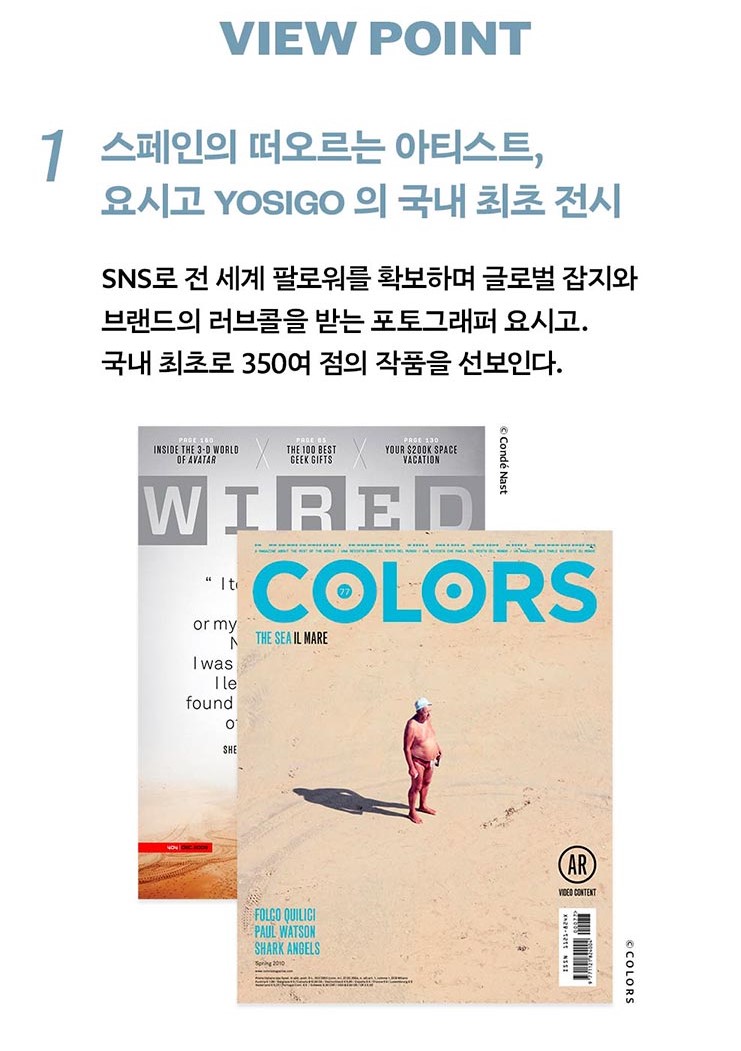 VIEW POINT
1
스페인의 떠오르는 아티스트,
요시고 YOSIGO 의 국내 최초 전시
SNS로 전 세계 팔로워를 확보하며 글로벌 잡지와
브랜드의 러브콜을 받는 포토그래퍼 요시고.
국내 최초로 350여 점의 작품을 선보인다.
PAGE 160
INSIDE THE 3-D WORLD
OF AVATAR
PAGE 85
THE 100 BEST
GEEK GIFTS
PAGE 130
YOUR $200K SPACE
VACATION
© Condé Nast
WIRED
“ I
or my
I was
found
COLORS
77
THE SEA IL MARE
AR
VIDEO CONTENT
FOLCO QUILICI
PAUL WATSON
SHARK ANGELS
Spring 2010
© COLORS